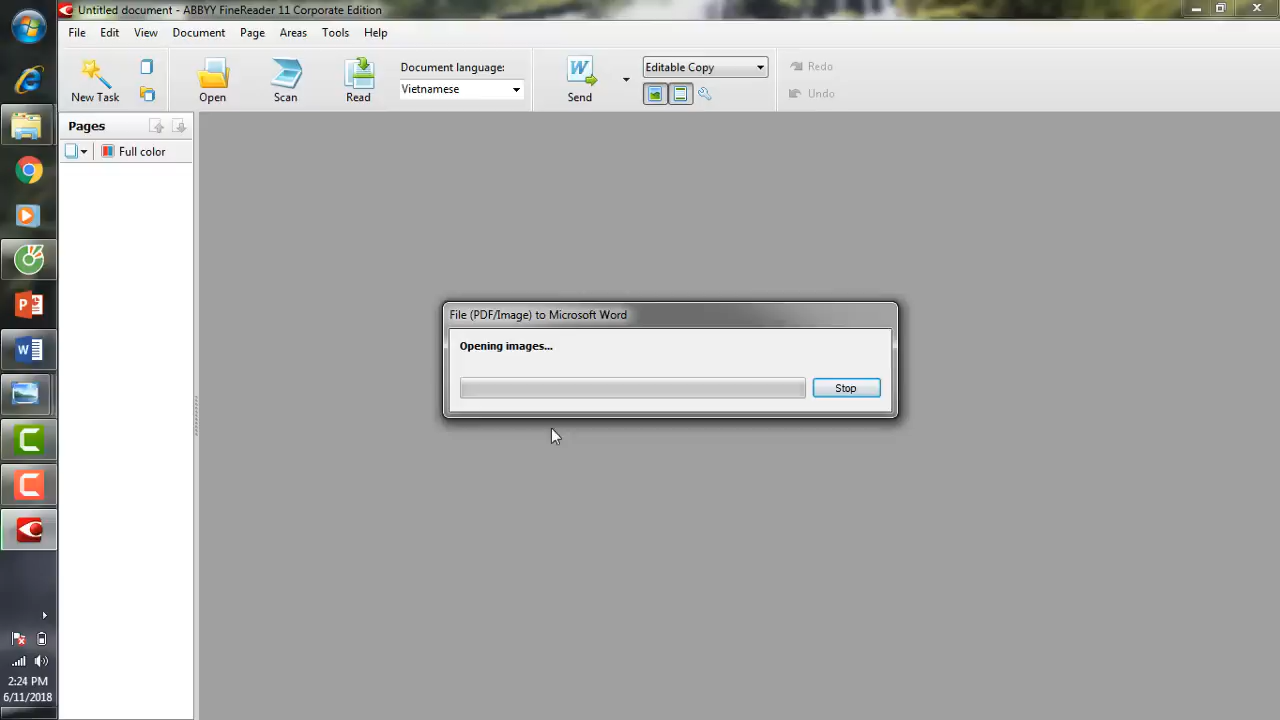 Untitled document - ABBYY FineReader 11 Corporate Edition
File Edit View Document Page Areas Tools Help
New Task
Open
Scan
Read
Document language:
Vietnamese
Send
Editable Copy
Redo
Undo
Pages
Full color
File (PDF/Image) to Microsoft Word
Opening images...
Stop
2:24 PM
6/11/2018